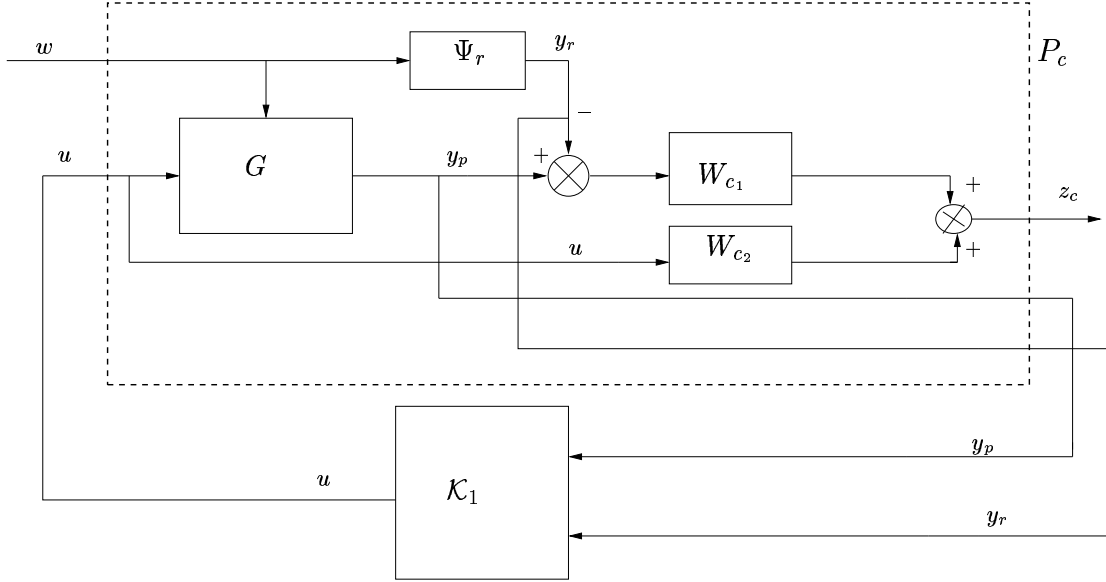 w
Ψ_r
y_r
P_c
−
u
G
y_p
+
W_{c_1}
+
z_c
u
W_{c_2}
+
y_p
u
𝒦_1
y_r